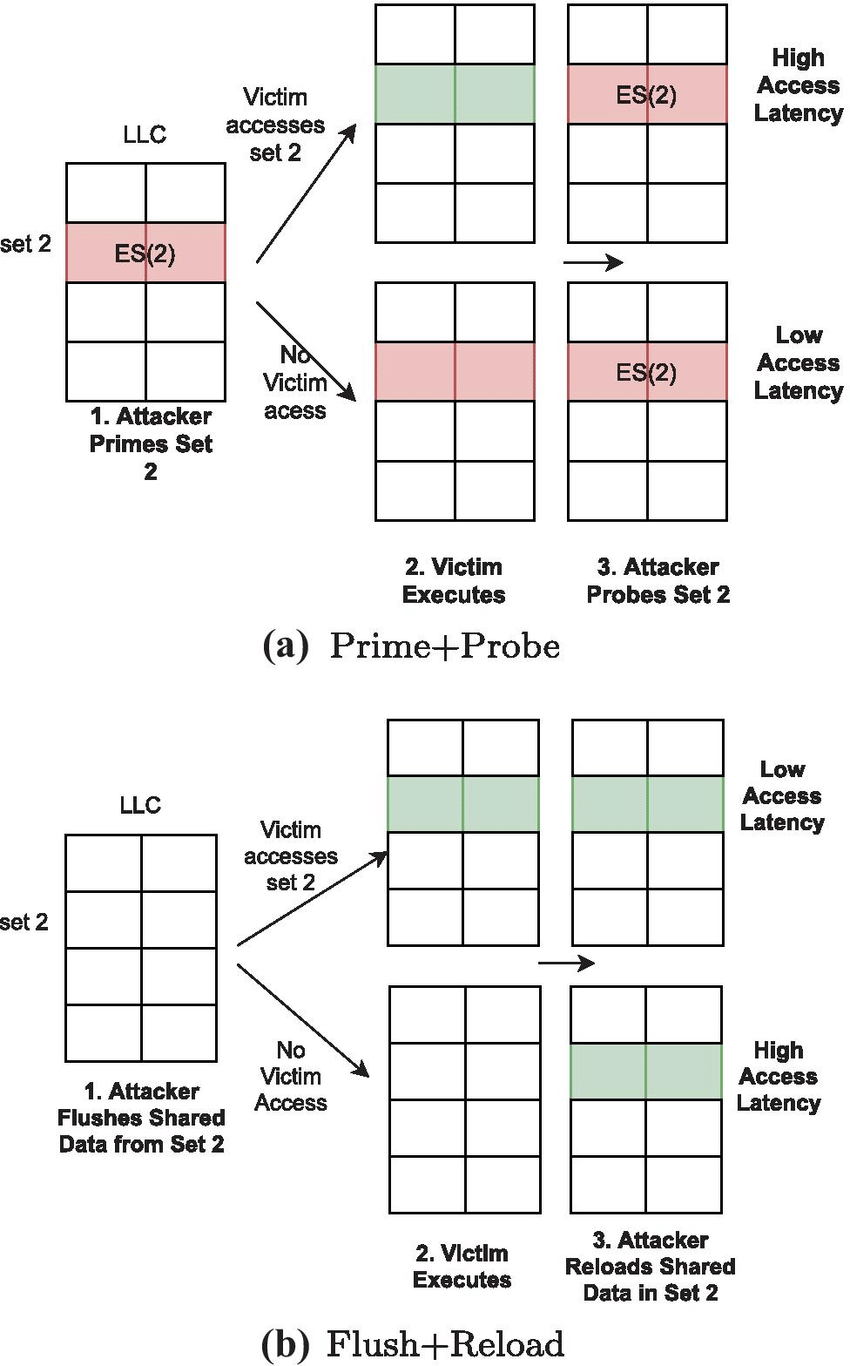 LLC
set 2
ES(2)
1. Attacker
Primes Set
2
Victim
accesses
set 2
No
Victim
acess
ES(2)
High
Access
Latency
ES(2)
Low
Access
Latency
2. Victim
Executes
3. Attacker
Probes Set 2
(a) Prime+Probe
LLC
set 2
1. Attacker
Flushes Shared
Data from Set 2
Victim
accesses
set 2
No
Victim
Access
Low
Access
Latency
High
Access
Latency
2. Victim
Executes
3. Attacker
Reloads Shared
Data in Set 2
(b) Flush+Reload